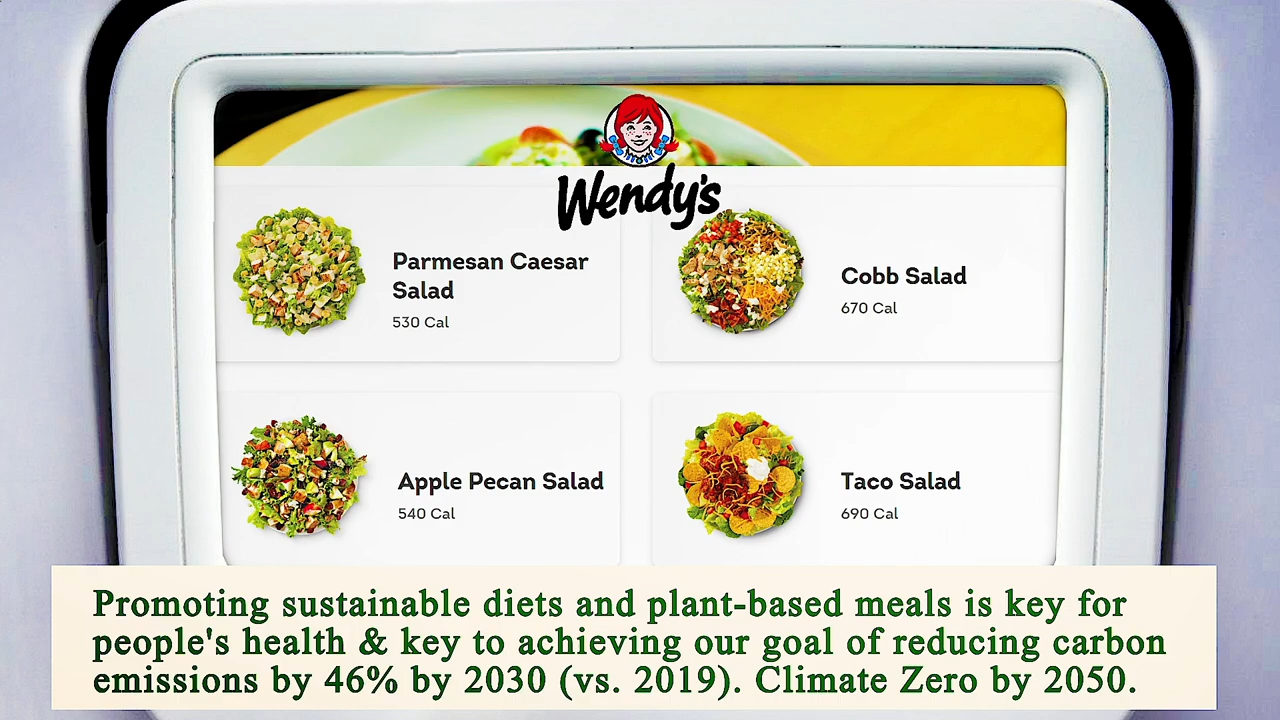 Wendy's
Parmesan Caesar
Salad
530 Cal
Cobb Salad
670 Cal
Apple Pecan Salad
540 Cal
Taco Salad
690 Cal
Promoting sustainable diets and plant-based meals is key for
people's health & key to achieving our goal of reducing carbon
emissions by 46% by 2030 (vs. 2019). Climate Zero by 2050.